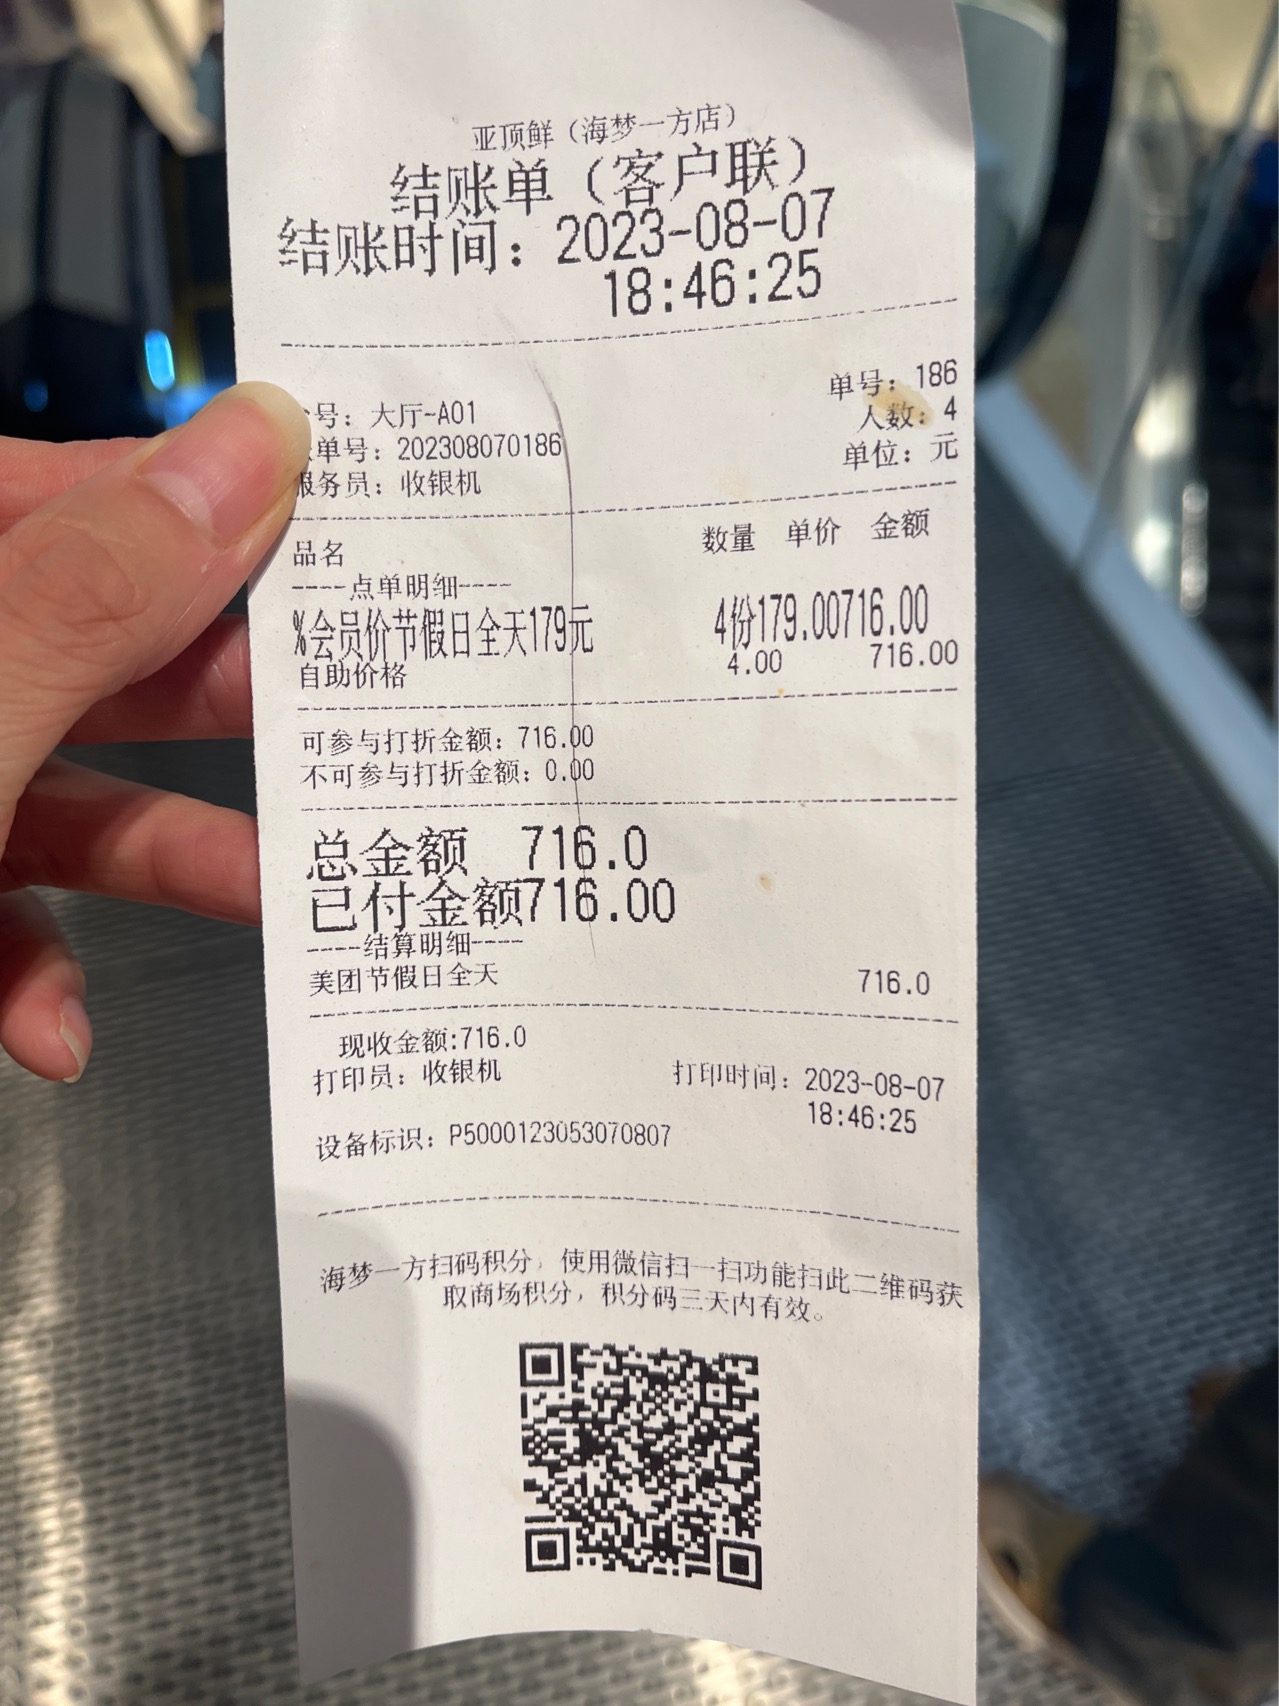 亚顶鲜（海梦一方店）
结账单（客户联）
结账时间：2023-08-07
18:46:25
单号：186
号：大厅-A01
人数：4
单号：202308070186
单位：元
服务员：收银机
品名 数量 单价 金额
----点单明细----
%会员价节假日全天179元 4份179.00716.00
自助价格 4.00 716.00
可参与打折金额：716.00
不可参与打折金额：0.00
总金额 716.0
已付金额716.00
----结算明细----
美团节假日全天 716.0
现收金额:716.0
打印员：收银机 打印时间：2023-08-07
18:46:25
设备标识：P5000123053070807
海梦一方扫码积分，使用微信扫一扫功能扫此二维码获
取商场积分，积分码三天内有效。